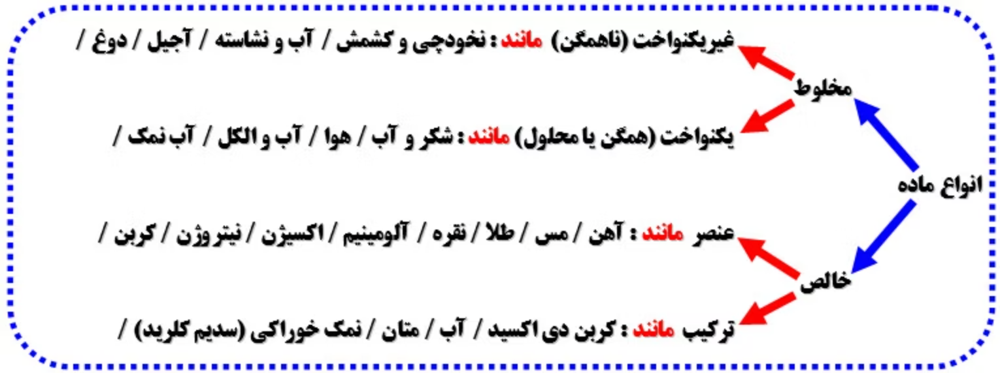 غیریکنواخت (ناهمگن) مانند : نخودچی و کشمش / آب و نشاسته / آجیل / دوغ /
مخلوط
یکنواخت (همگن یا محلول) مانند : شکر و آب / هوا / آب و الکل / آب نمک /
انواع ماده
عنصر مانند : آهن / مس / طلا / نقره / آلومینیم / اکسیژن / نیتروژن / کربن /
خالص
ترکیب مانند : کربن دی اکسید / آب / متان / نمک خوراکی (سدیم کلرید) /